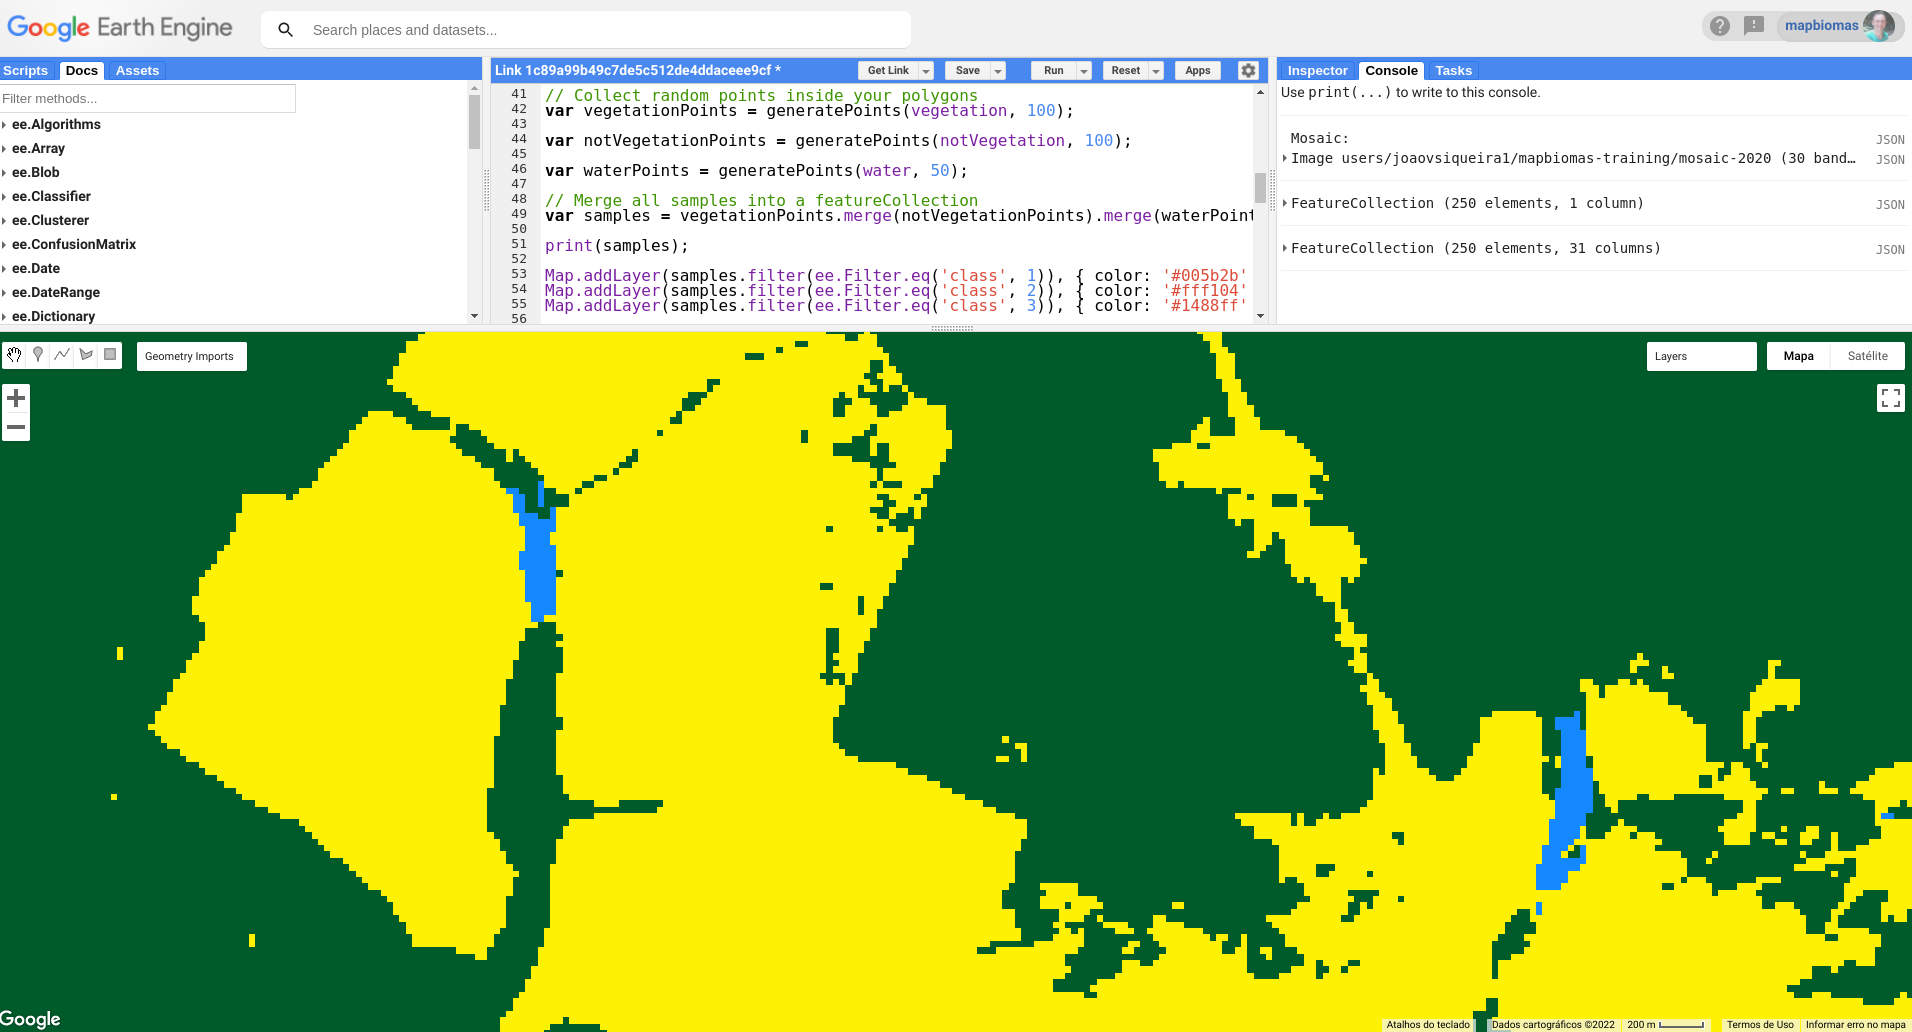 Google Earth Engine
Search places and datasets...
mapbiomas
Scripts Docs Assets
Filter methods...
ee.Algorithms
ee.Array
ee.Blob
ee.Classifier
ee.Clusterer
ee.ConfusionMatrix
ee.Date
ee.DateRange
ee.Dictionary
Link 1c89a99b49c7de5c512de4ddaceee9cf *
Get Link Save Run Reset Apps
41 // Collect random points inside your polygons
42 var vegetationPoints = generatePoints(vegetation, 100);
43
44 var notVegetationPoints = generatePoints(notVegetation, 100);
45
46 var waterPoints = generatePoints(water, 50);
47
48 // Merge all samples into a featureCollection
49 var samples = vegetationPoints.merge(notVegetationPoints).merge(waterPoint
50
51 print(samples);
52
53 Map.addLayer(samples.filter(ee.Filter.eq('class', 1)), { color: '#005b2b'
54 Map.addLayer(samples.filter(ee.Filter.eq('class', 2)), { color: '#fff104'
55 Map.addLayer(samples.filter(ee.Filter.eq('class', 3)), { color: '#1488ff'
56
Inspector Console Tasks
Use print(...) to write to this console.
Mosaic: JSON
Image users/joaovsiqueira1/mapbiomas-training/mosaic-2020 (30 band… JSON
FeatureCollection (250 elements, 1 column) JSON
FeatureCollection (250 elements, 31 columns) JSON
Geometry Imports
Layers
Mapa Satélite
Google
Atalhos do teclado Dados cartográficos ©2022 200 m Termos de Uso Informar erro no mapa